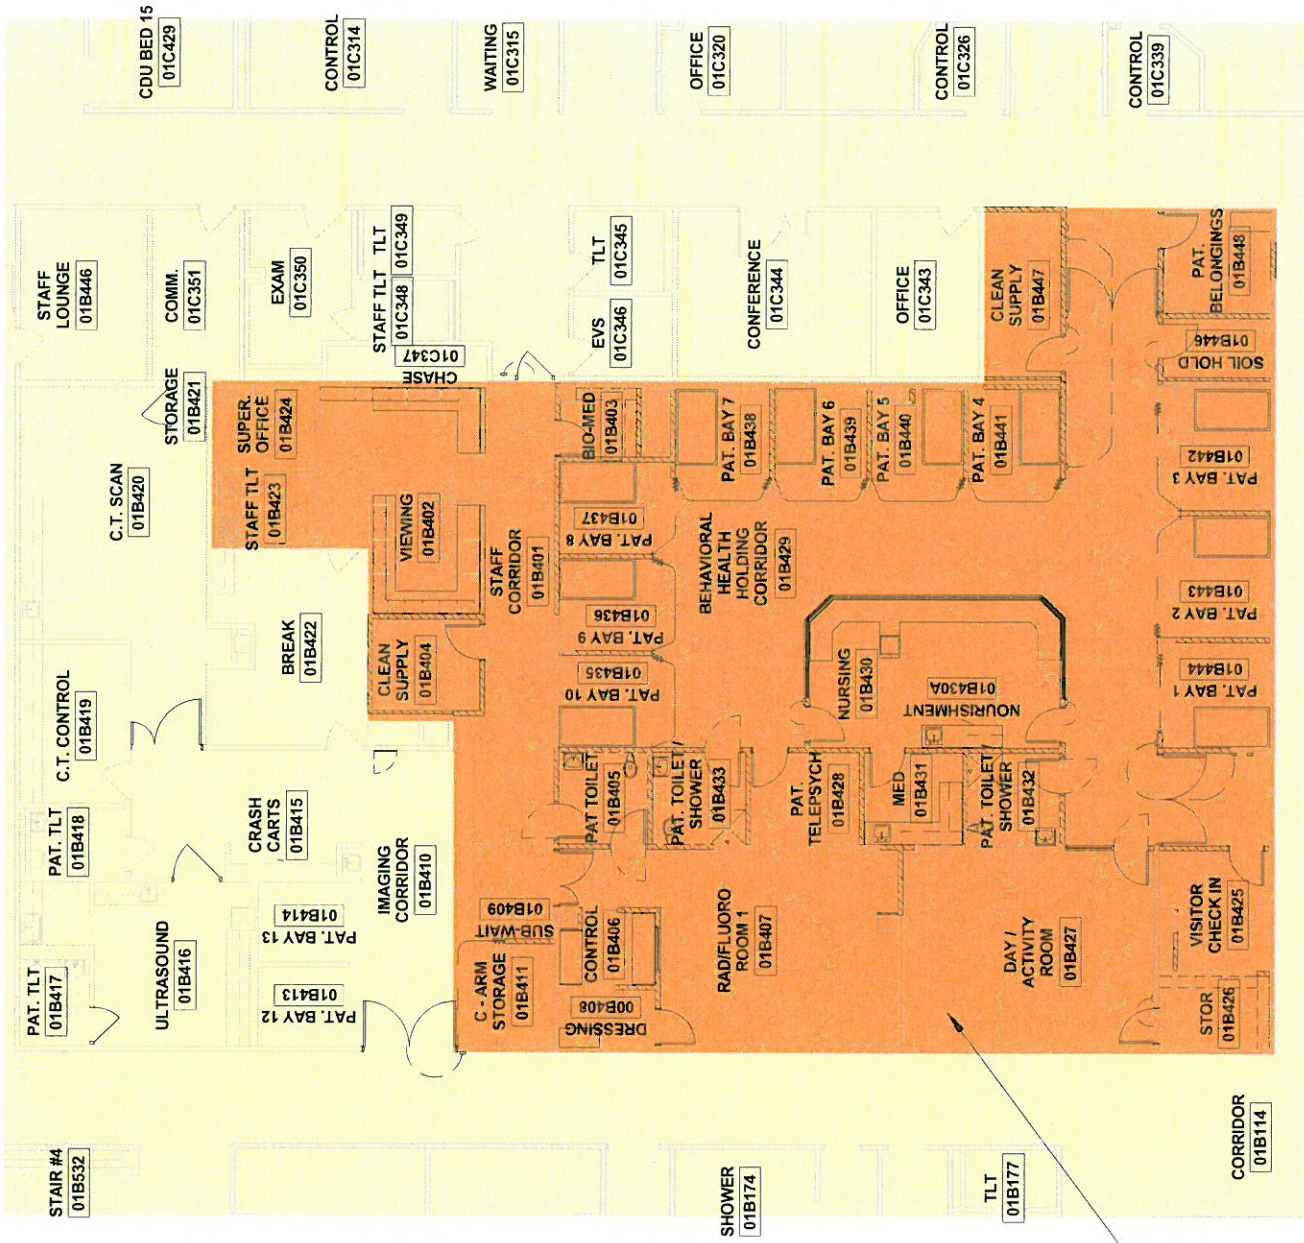 CDU BED 15
01C429
CONTROL
01C314
WAITING
01C315
OFFICE
01C320
CONTROL
01C326
CONTROL
01C339
STAFF
LOUNGE
01B446
COMM.
01C351
EXAM
01C350
STAFF TLT
01C348
TLT
01C349
CHASE
01C347
EVS
01C346
TLT
01C345
CONFERENCE
01C344
OFFICE
01C343
CLEAN
SUPPLY
01B447
PAT.
BELONGINGS
01B448
SOIL HOLD
01B446
STORAGE
01B421
SUPER.
OFFICE
01B424
STAFF TLT
01B423
C.T. SCAN
01B420
VIEWING
01B402
STAFF
CORRIDOR
01B401
BIO-MED
01B403
PAT. BAY 7
01B438
PAT. BAY 6
01B439
PAT. BAY 5
01B440
PAT. BAY 4
01B441
PAT. BAY 3
01B442
PAT. BAY 2
01B443
PAT. BAY 1
01B444
PAT. BAY 8
01B437
PAT. BAY 9
01B436
PAT. BAY 10
01B435
BEHAVIORAL
HEALTH
HOLDING
CORRIDOR
01B429
NURSING
01B430
NOURISHMENT
01B430A
BREAK
01B422
CLEAN
SUPPLY
01B404
C.T. CONTROL
01B419
PAT. TLT
01B418
CRASH
CARTS
01B415
IMAGING
CORRIDOR
01B410
PAT TOILET
01B405
PAT. TOILET /
SHOWER
01B433
PAT.
TELEPSYCH
01B428
MED
01B431
PAT. TOILET /
SHOWER
01B432
PAT. TLT
01B417
ULTRASOUND
01B416
PAT. BAY 13
01B414
PAT. BAY 12
01B413
SUB-WAIT
01B409
C - ARM
STORAGE
01B411
CONTROL
01B406
DRESSING
00B408
RAD/FLUORO
ROOM 1
01B407
DAY /
ACTIVITY
ROOM
01B427
VISITOR
CHECK IN
01B425
STOR
01B426
STAIR #4
01B532
SHOWER
01B174
TLT
01B177
CORRIDOR
01B114